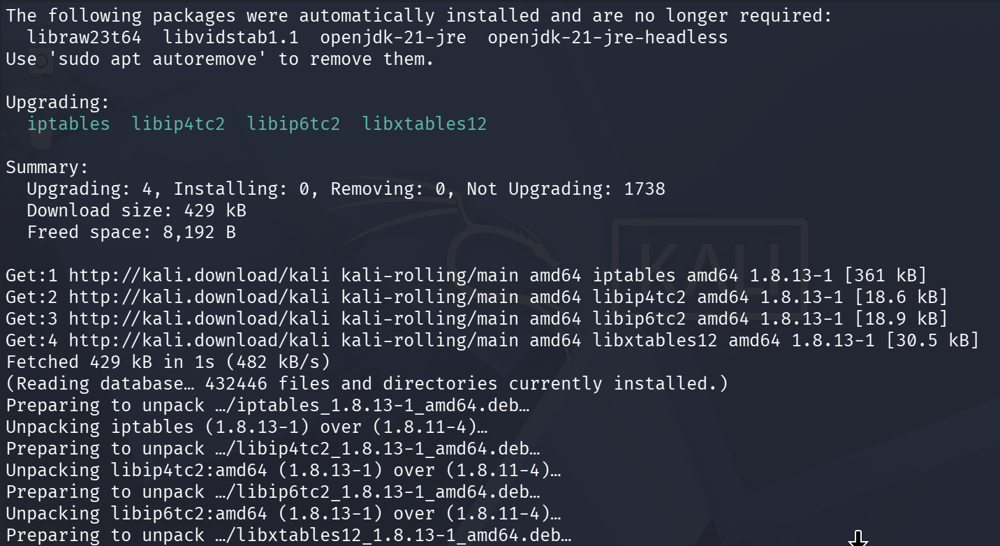 The following packages were automatically installed and are no longer required:
  libraw23t64  libvidstab1.1  openjdk-21-jre  openjdk-21-jre-headless
Use 'sudo apt autoremove' to remove them.

Upgrading:
  iptables  libip4tc2  libip6tc2  libxtables12

Summary:
  Upgrading: 4, Installing: 0, Removing: 0, Not Upgrading: 1738
  Download size: 429 kB
  Freed space: 8,192 B

Get:1 http://kali.download/kali kali-rolling/main amd64 iptables amd64 1.8.13-1 [361 kB]
Get:2 http://kali.download/kali kali-rolling/main amd64 libip4tc2 amd64 1.8.13-1 [18.6 kB]
Get:3 http://kali.download/kali kali-rolling/main amd64 libip6tc2 amd64 1.8.13-1 [18.9 kB]
Get:4 http://kali.download/kali kali-rolling/main amd64 libxtables12 amd64 1.8.13-1 [30.5 kB]
Fetched 429 kB in 1s (482 kB/s)
(Reading database… 432446 files and directories currently installed.)
Preparing to unpack …/iptables_1.8.13-1_amd64.deb…
Unpacking iptables (1.8.13-1) over (1.8.11-4)…
Preparing to unpack …/libip4tc2_1.8.13-1_amd64.deb…
Unpacking libip4tc2:amd64 (1.8.13-1) over (1.8.11-4)…
Preparing to unpack …/libip6tc2_1.8.13-1_amd64.deb…
Unpacking libip6tc2:amd64 (1.8.13-1) over (1.8.11-4)…
Preparing to unpack …/libxtables12_1.8.13-1_amd64.deb…
KALI
File System